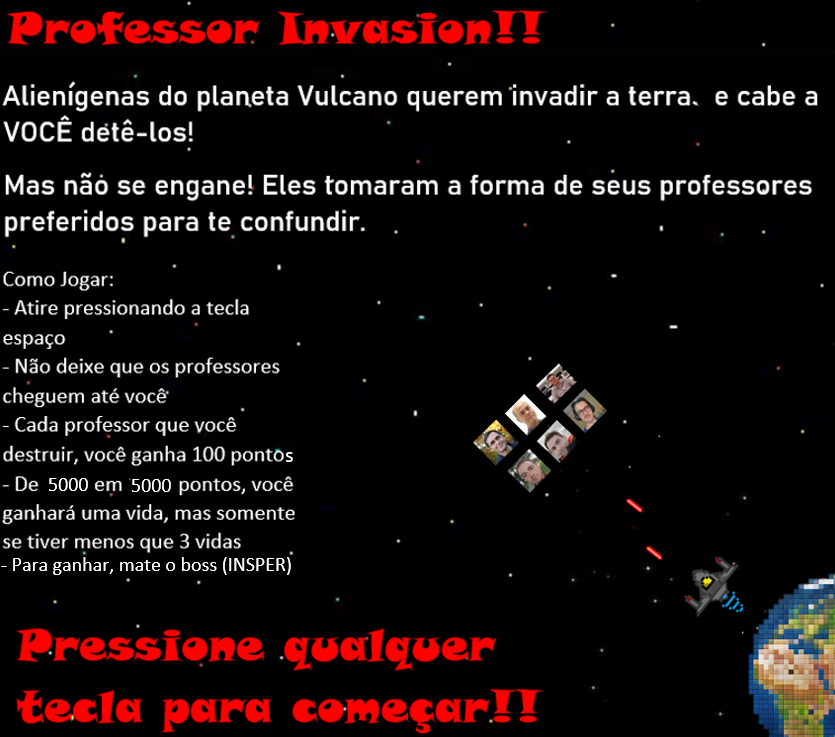 Professor Invasion!!
Alienígenas do planeta Vulcano querem invadir a terra. e cabe a
VOCÊ detê-los!
Mas não se engane! Eles tomaram a forma de seus professores
preferidos para te confundir.
Como Jogar:
- Atire pressionando a tecla
espaço
- Não deixe que os professores
cheguem até você
- Cada professor que você
destruir, você ganha 100 pontos
- De 5000 em 5000 pontos, você
ganhará uma vida, mas somente
se tiver menos que 3 vidas
- Para ganhar, mate o boss (INSPER)
Pressione qualquer
tecla para começar!!